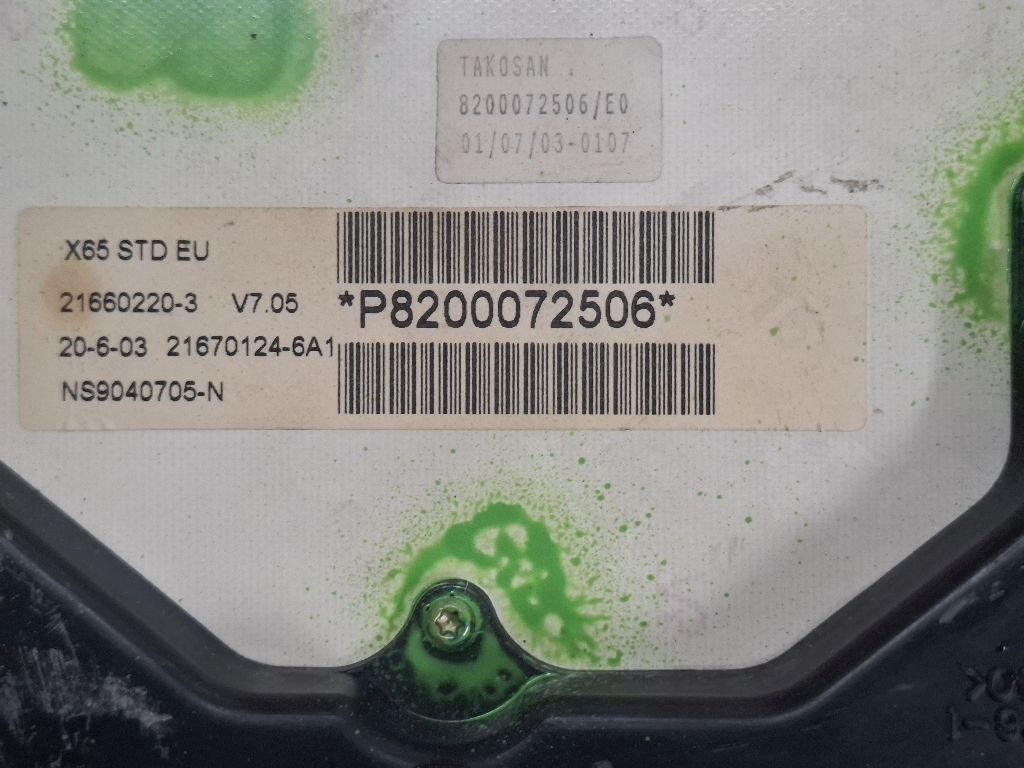 TAKOSAN
8200072506/E0
01/07/03-0107
X65 STD EU
21660220-3 V7.05
*P8200072506*
20-6-03 21670124-6A1
NS9040705-N